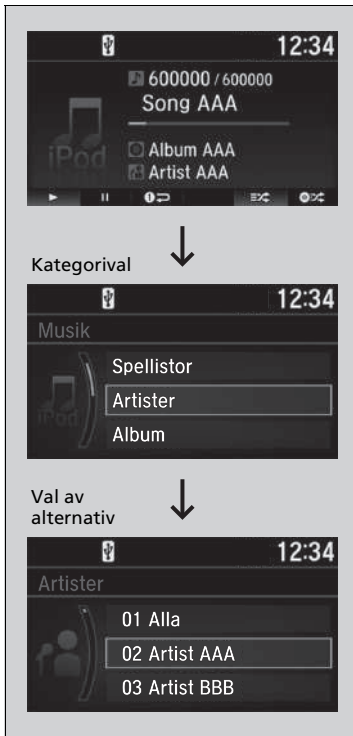 12:34
600000 / 600000
Song AAA
iPod
Album AAA
Artist AAA
Kategorival
12:34
Musik
Spellistor
iPod
Artister
Album
Val av
alternativ
12:34
Artister
01 Alla
02 Artist AAA
03 Artist BBB